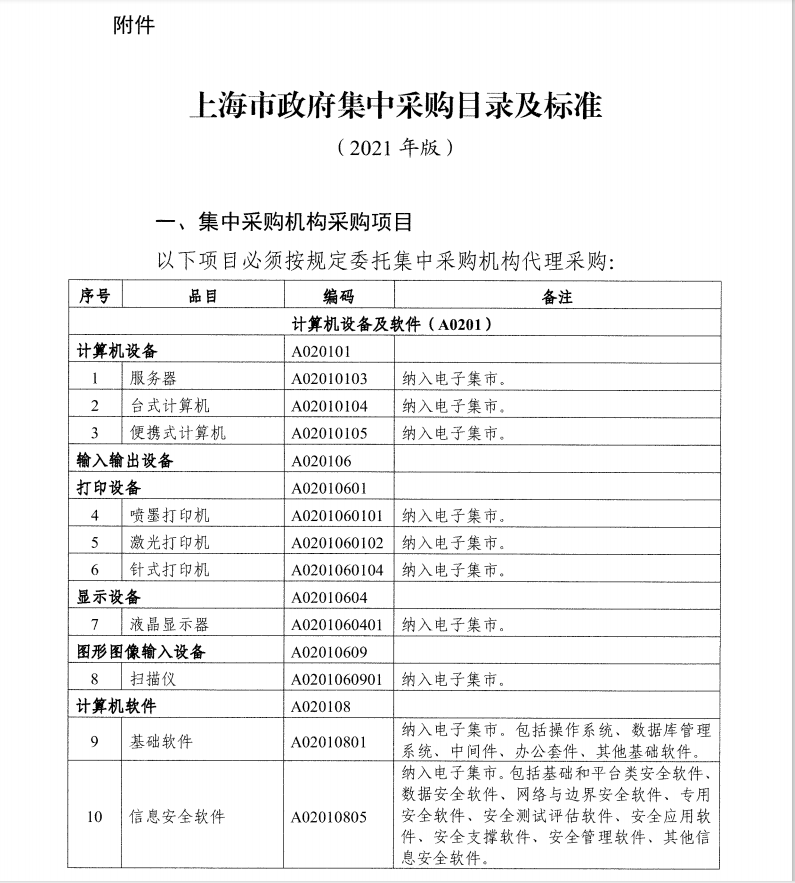 附件
上海市政府集中采购目录及标准
（2021 年版）
一、集中采购机构采购项目
以下项目必须按规定委托集中采购机构代理采购:
序号 品目 编码 备注
计算机设备及软件（A0201）
计算机设备 A020101
1 服务器 A02010103 纳入电子集市。
2 台式计算机 A02010104 纳入电子集市。
3 便携式计算机 A02010105 纳入电子集市。
输入输出设备 A020106
打印设备 A02010601
4 喷墨打印机 A0201060101 纳入电子集市。
5 激光打印机 A0201060102 纳入电子集市。
6 针式打印机 A0201060104 纳入电子集市。
显示设备 A02010604
7 液晶显示器 A0201060401 纳入电子集市。
图形图像输入设备 A02010609
8 扫描仪 A0201060901 纳入电子集市。
计算机软件 A020108
9 基础软件 A02010801 纳入电子集市。包括操作系统、数据库管理
系统、中间件、办公套件、其他基础软件。
10 信息安全软件 A02010805 纳入电子集市。包括基础和平台类安全软件、
数据安全软件、网络与边界安全软件、专用
安全软件、安全测试评估软件、安全应用软
件、安全支撑软件、安全管理软件、其他信
息安全软件。